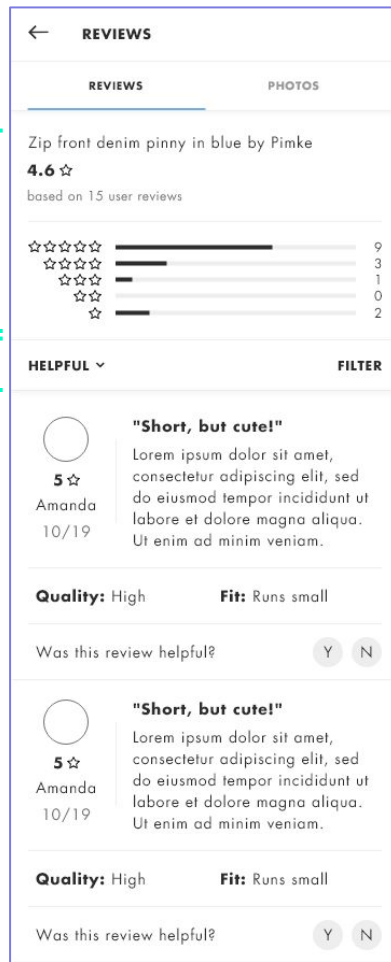 REVIEWS
REVIEWS PHOTOS
Zip front denim pinny in blue by Pimke
4.6
based on 15 user reviews
9
3
1
0
2
HELPFUL FILTER
"Short, but cute!"
Lorem ipsum dolor sit amet,
consectetur adipiscing elit, sed
do eiusmod tempor incididunt ut
labore et dolore magna aliqua.
Ut enim ad minim veniam.
5
Amanda
10/19
Quality: High Fit: Runs small
Was this review helpful? Y N
"Short, but cute!"
Lorem ipsum dolor sit amet,
consectetur adipiscing elit, sed
do eiusmod tempor incididunt ut
labore et dolore magna aliqua.
Ut enim ad minim veniam.
5
Amanda
10/19
Quality: High Fit: Runs small
Was this review helpful? Y N